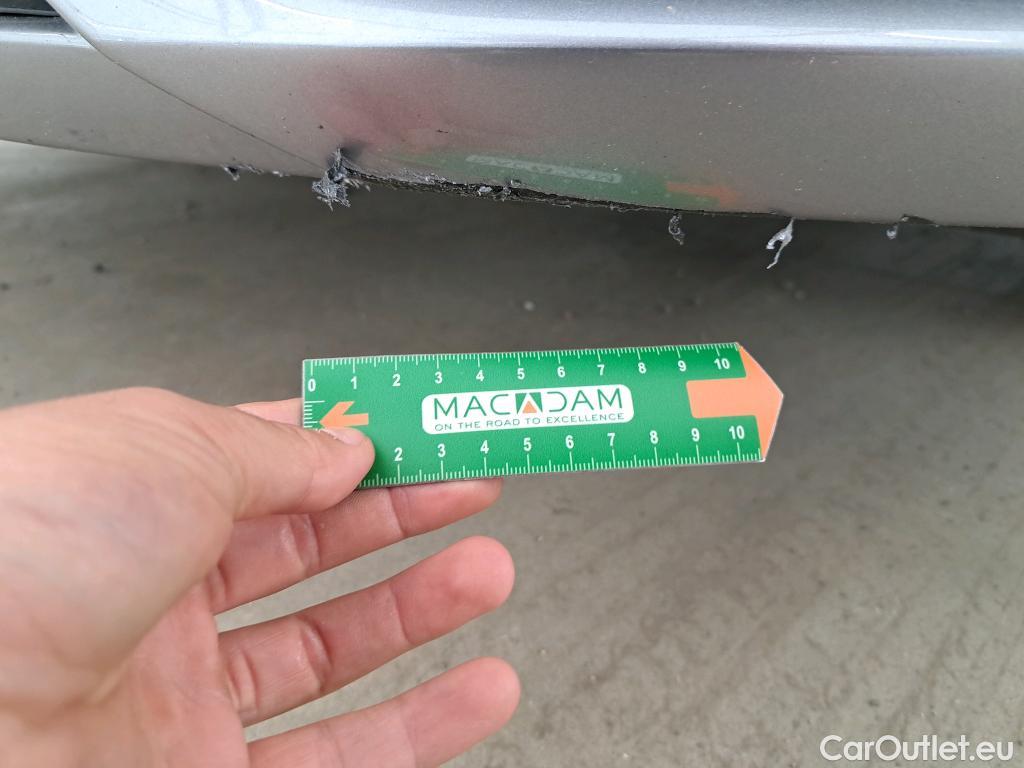 0 1 2 3 4 5 6 7 8 9 10
MACADAM
ON THE ROAD TO EXCELLENCE
2 3 4 5 6 7 8 9 10
CarOutlet.eu